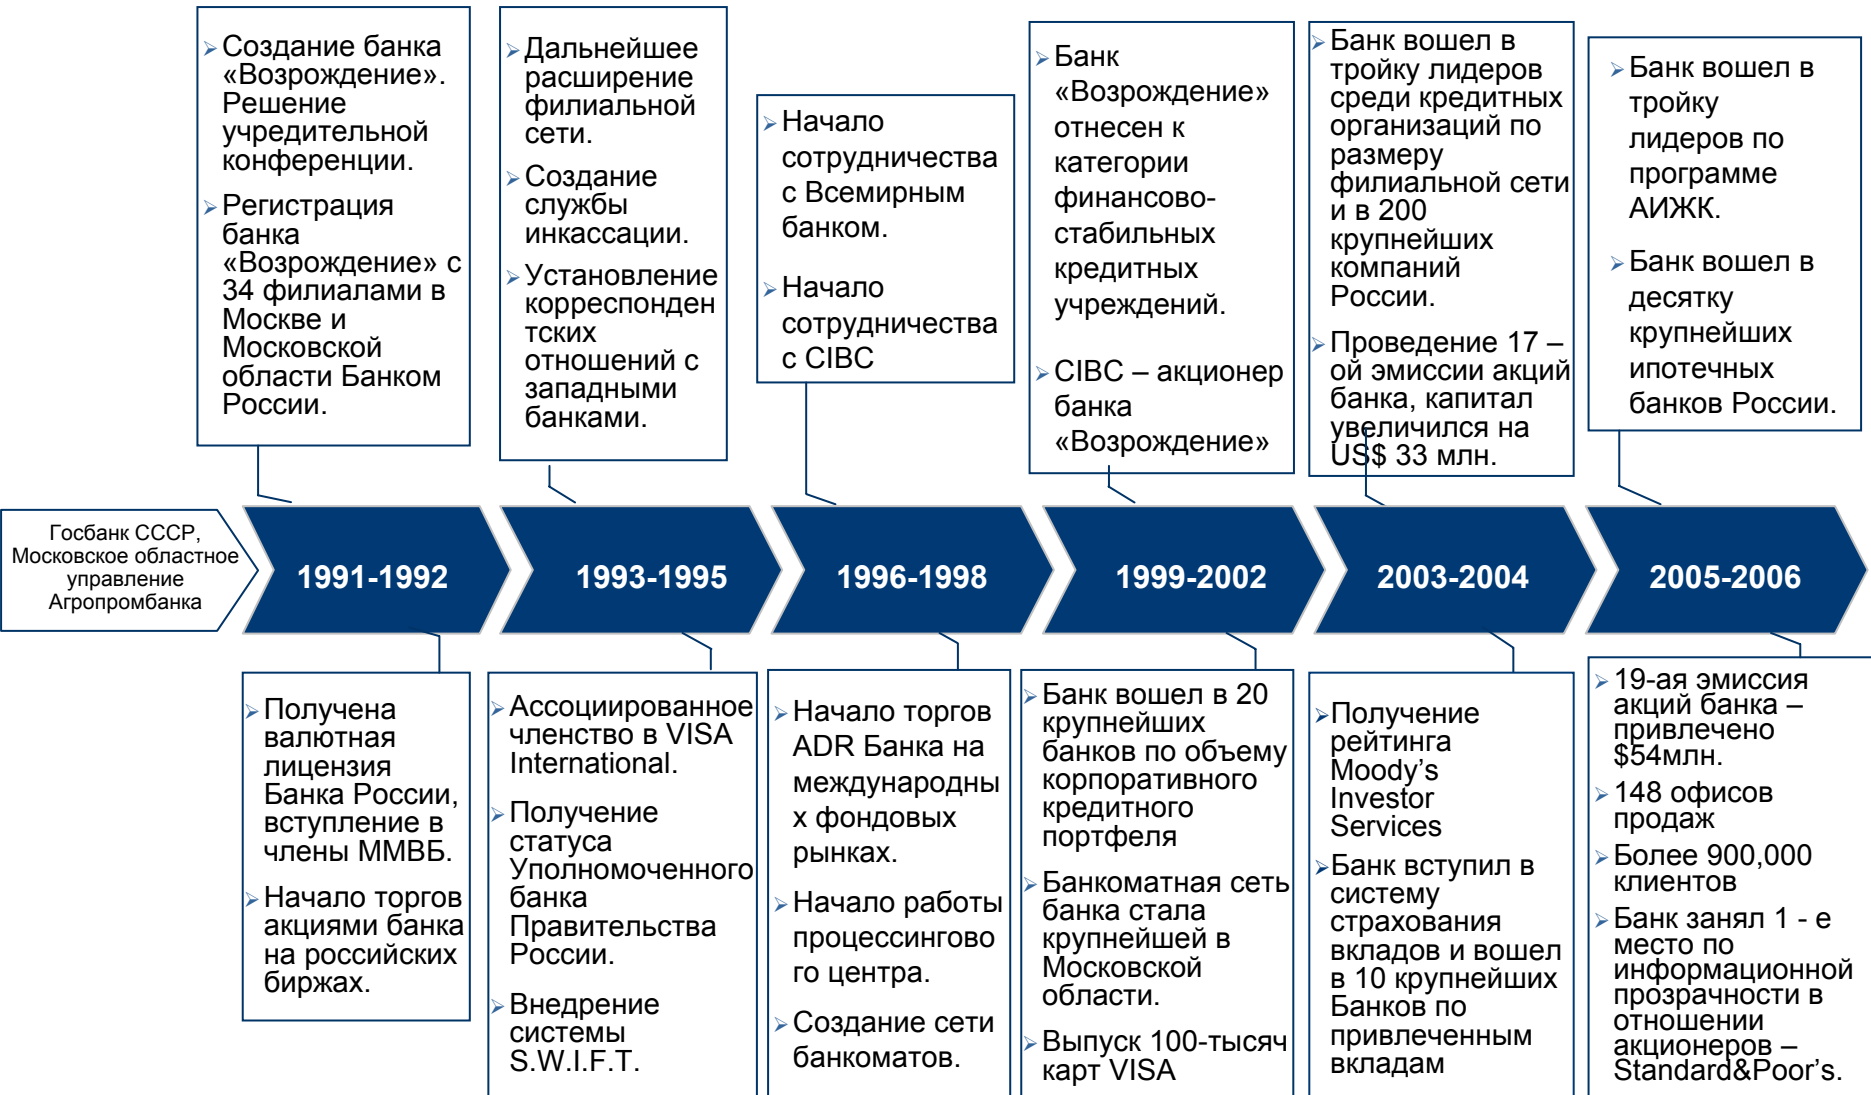 Создание банка
«Возрождение».
Решение
учредительной
конференции.
Регистрация
банка
«Возрождение» с
34 филиалами в
Москве и
Московской
области Банком
России.
Дальнейшее
расширение
филиальной
сети.
Создание
службы
инкассации.
Установление
корреспонден
тских
отношений с
западными
банками.
Начало
сотрудничества
с Всемирным
банком.
Начало
сотрудничества
с CIBC
Банк
«Возрождение»
отнесен к
категории
финансово-
стабильных
кредитных
учреждений.
CIBC – акционер
банка
«Возрождение»
Банк вошел в
тройку лидеров
среди кредитных
организаций по
размеру
филиальной сети
и в 200
крупнейших
компаний
России.
Проведение 17 –
ой эмиссии акций
банка, капитал
увеличился на
US$ 33 млн.
Банк вошел в
тройку
лидеров по
программе
АИЖК.
Банк вошел в
десятку
крупнейших
ипотечных
банков России.
Госбанк СССР,
Московское областное
управление
Агропромбанка
1991-1992
1993-1995
1996-1998
1999-2002
2003-2004
2005-2006
Получена
валютная
лицензия
Банка России,
вступление в
члены ММВБ.
Начало торгов
акциями банка
на российских
биржах.
Ассоциированное
членство в VISA
International.
Получение
статуса
Уполномоченного
банка
Правительства
России.
Внедрение
системы
S.W.I.F.T.
Начало торгов
ADR Банка на
международны
х фондовых
рынках.
Начало работы
процессингово
го центра.
Создание сети
банкоматов.
Банк вошел в 20
крупнейших
банков по объему
корпоративного
кредитного
портфеля
Банкоматная сеть
банка стала
крупнейшей в
Московской
области.
Выпуск 100-тысяч
карт VISA
Получение
рейтинга
Moody’s
Investor
Services
Банк вступил в
систему
страхования
вкладов и вошел
в 10 крупнейших
Банков по
привлеченным
вкладам
19-ая эмиссия
акций банка –
привлечено
$54млн.
148 офисов
продаж
Более 900,000
клиентов
Банк занял 1 - е
место по
информационной
прозрачности в
отношении
акционеров –
Standard&Poor’s.